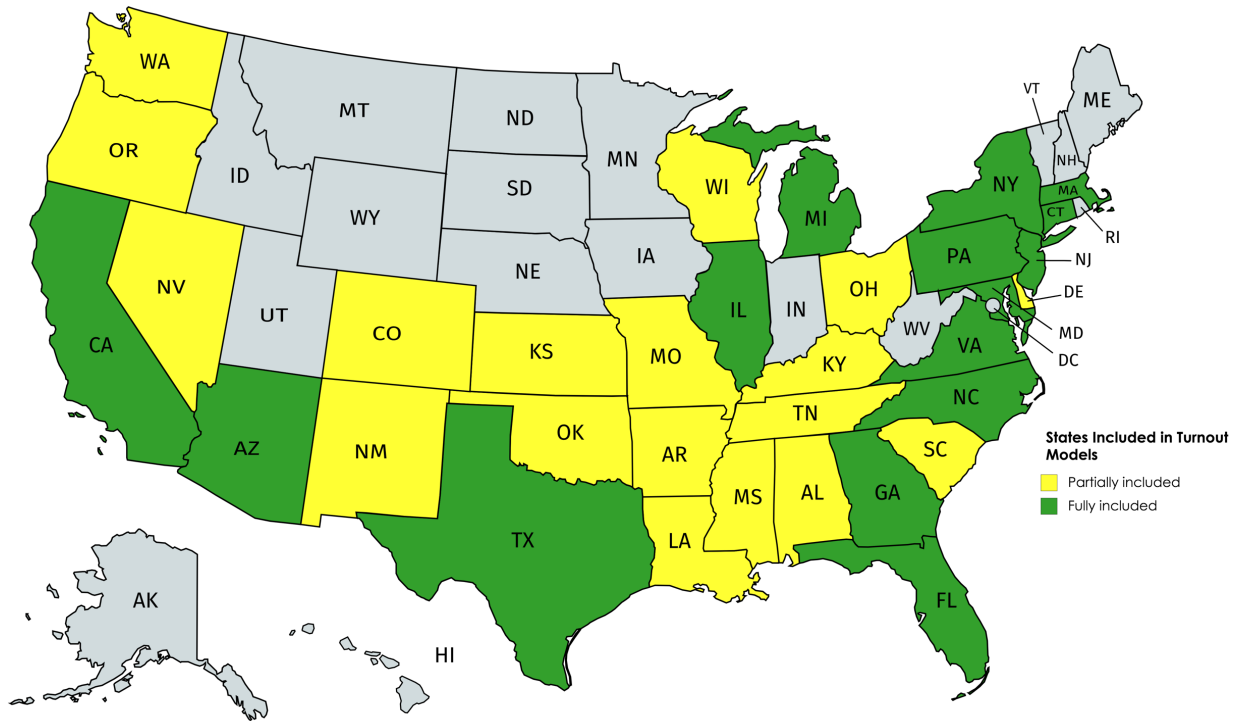 WA
MT
ND
MN
VT
ME
OR
ID
SD
WI
NH
WY
NY
MA
MI
CT
RI
IA
NE
PA
NJ
NV
UT
IL
IN
OH
DE
CO
WV
MD
CA
KS
MO
KY
VA
DC
NC
TN
AZ
NM
OK
AR
SC
MS
AL
GA
TX
LA
AK
FL
HI
States Included in Turnout
Models
Partially included
Fully included